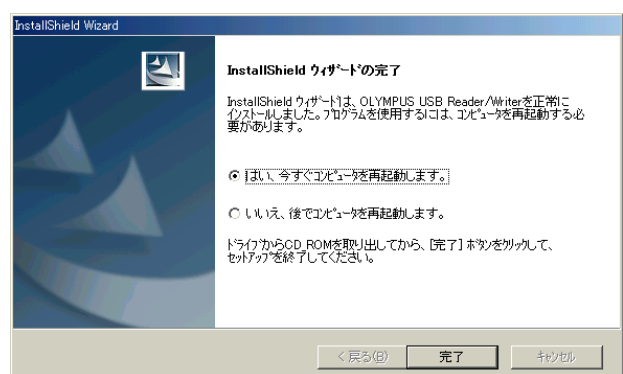 InstallShield Wizard
InstallShield ウィザードの完了
InstallShield ウィザードは、OLYMPUS USB Reader/Writerを正常に
インストールしました。プログラムを使用するには、コンピュータを再起動する必
要があります。
はい、今すぐコンピュータを再起動します。
いいえ、後でコンピュータを再起動します。
ドライブからCD_ROMを取り出してから、[完了] ボタンをクリックして、
セットアップを終了してください。
< 戻る(B)
完了
キャンセル